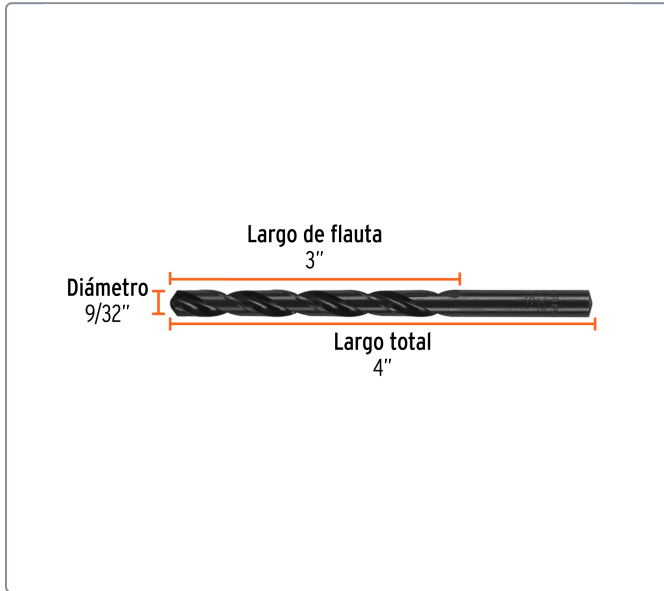 Largo de flauta
3”
Diámetro
9/32”
Largo total
4”